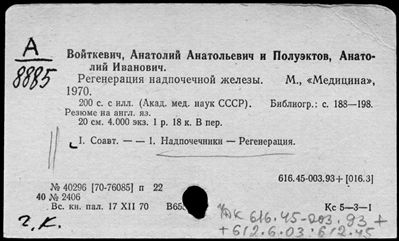 А
8885
Войткевич, Анатолий Анатольевич и Полуэктов, Анато-
лий Иванович.
Регенерация надпочечной железы. М., «Медицина»,
1970.
200 с. с илл. (Акад. мед. наук СССР). Библиогр.: с. 188—198.
Резюме на англ. яз.
20 см. 4.000 экз. 1 р. 18 к. В пер.
I. Соавт. — — 1. Надпочечники — Регенерация.
616.45-003.93+[016.3]
№ 40296 [70-76085] п 22
40 № 2406
Вс. кн. пал. 17 XII 70 Кс 5—3—1
г.к.
УДК 616.45-003.93+
+612.6.03:612.45